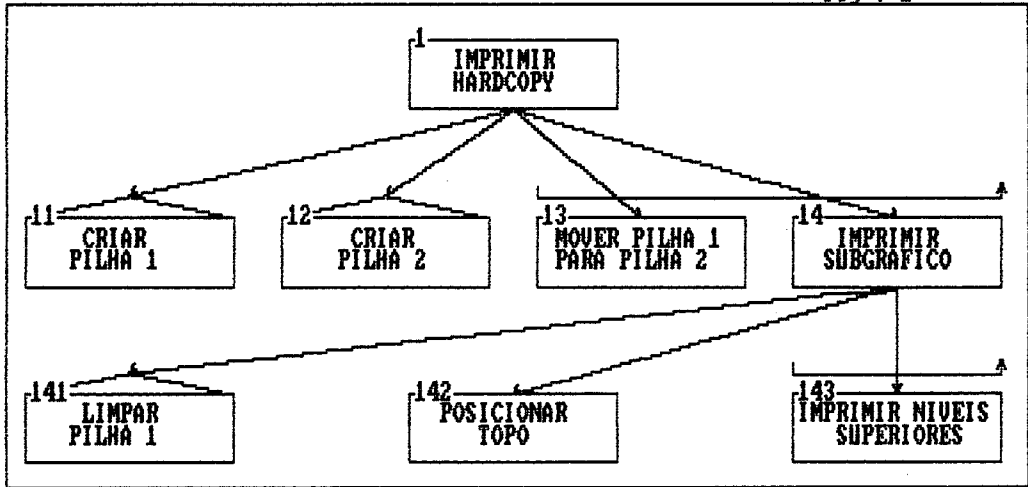 1
IMPRIMIR
HARDCOPY
11
CRIAR
PILHA 1
12
CRIAR
PILHA 2
13
MOVER PILHA 1
PARA PILHA 2
14
IMPRIMIR
SUBGRAFICO
141
LIMPAR
PILHA 1
142
POSICIONAR
TOPO
143
IMPRIMIR NIVEIS
SUPERIORES